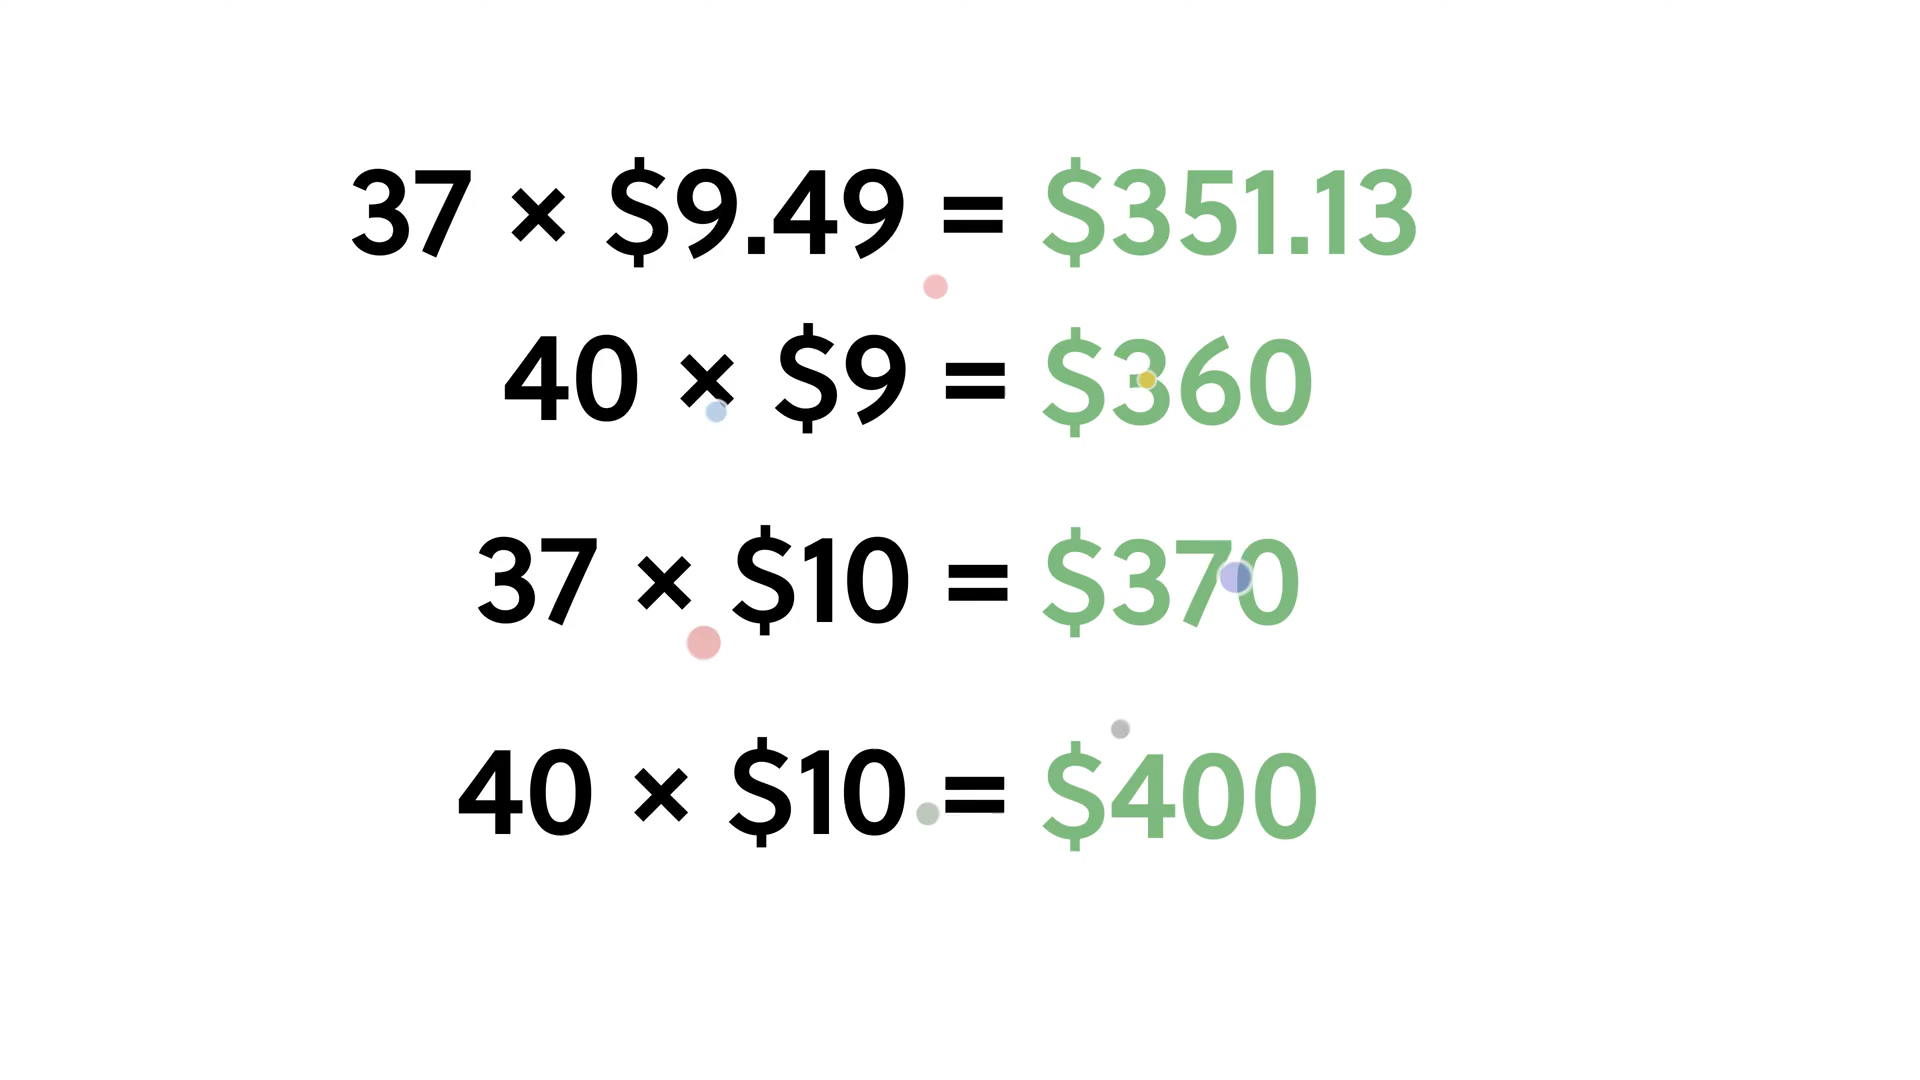 37 × $9.49 = $351.13
40 × $9 = $360
37 × $10 = $370
40 × $10 = $400